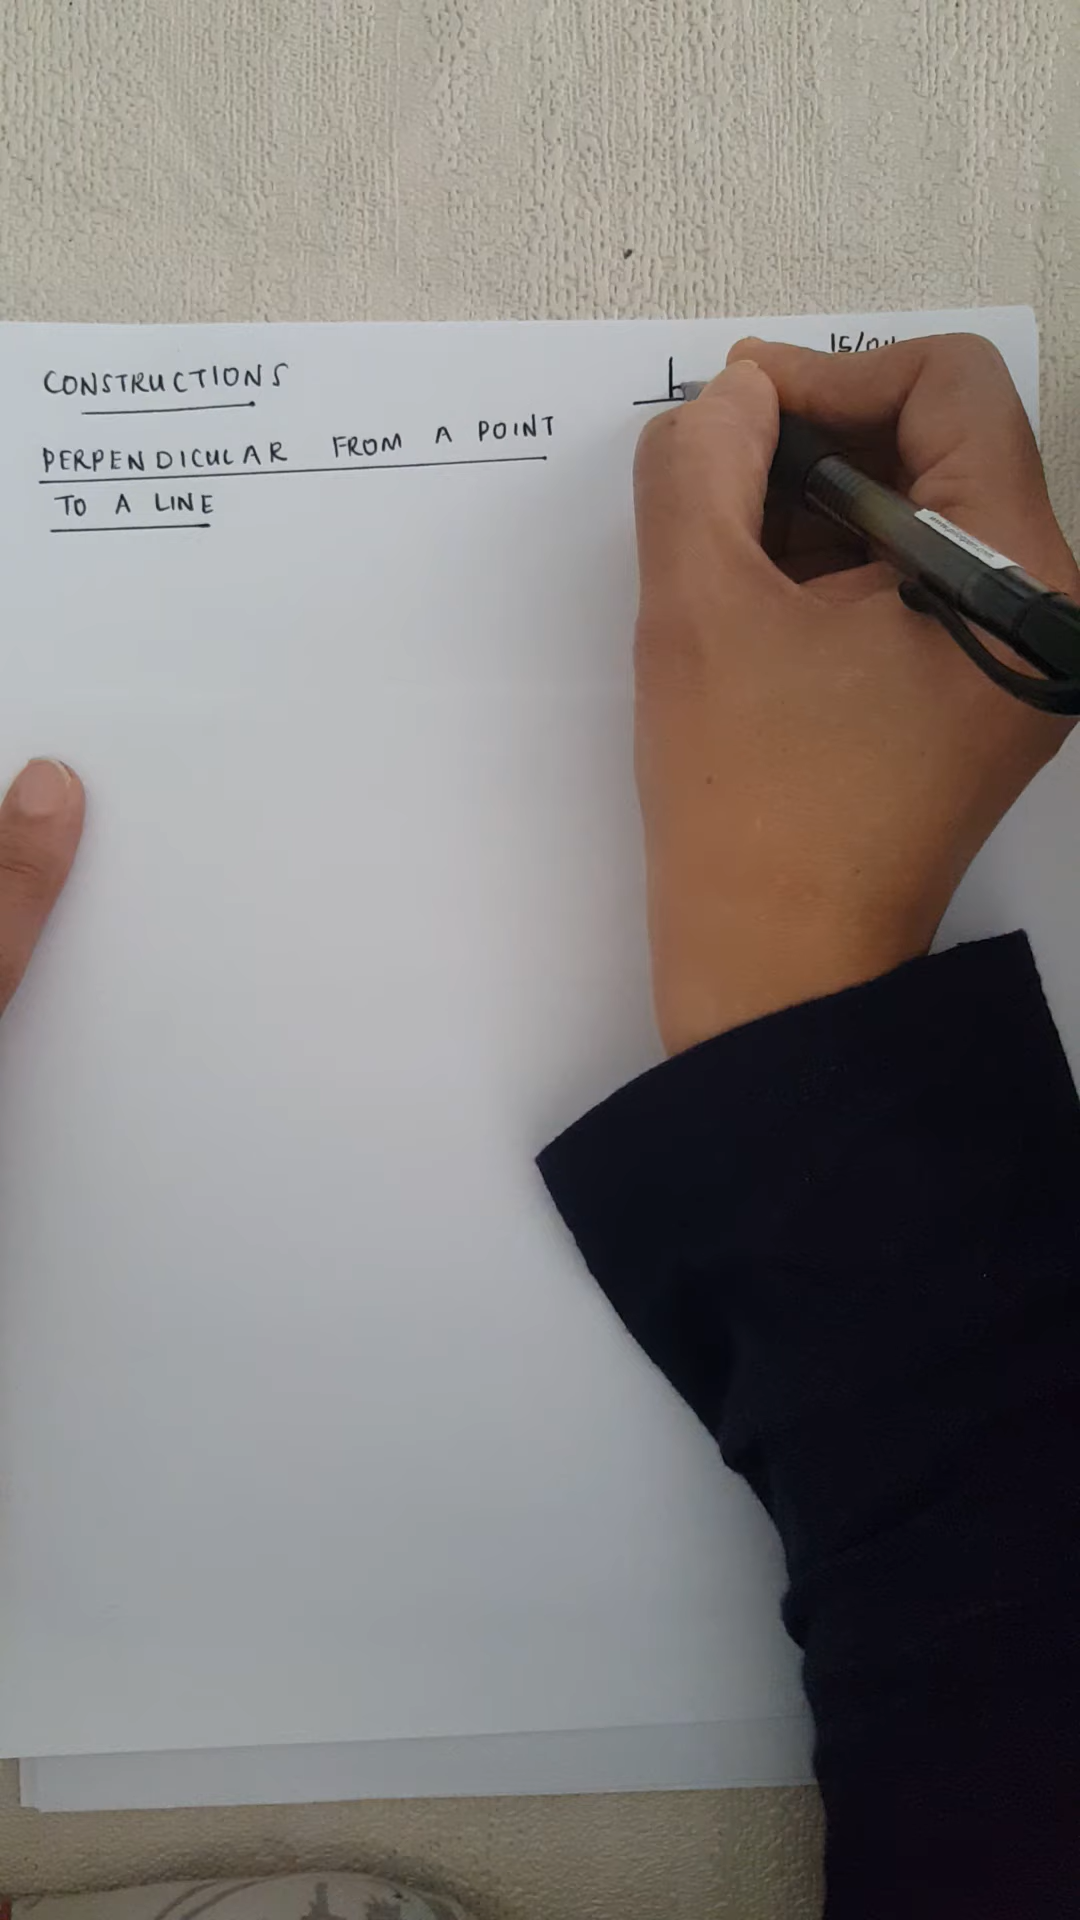 CONSTRUCTIONS
PERPENDICULAR FROM A POINT
TO A LINE